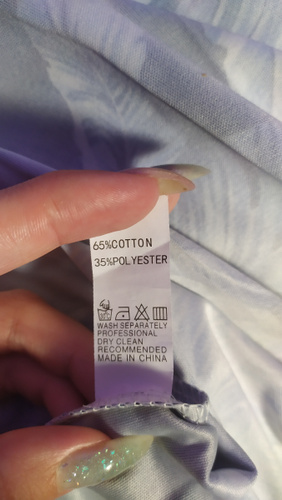 65%COTTON
35%POLYESTER
WASH SEPARATELY
PROFESSIONAL
DRY CLEAN
RECOMMENDED
MADE IN CHINA